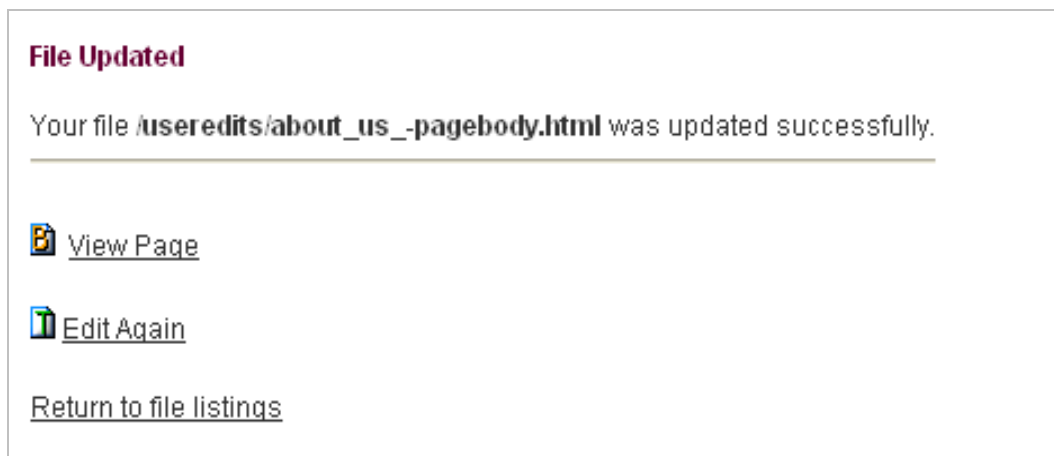 File Updated
Your file /useredits/about_us_-pagebody.html was updated successfully.
View Page
Edit Again
Return to file listings